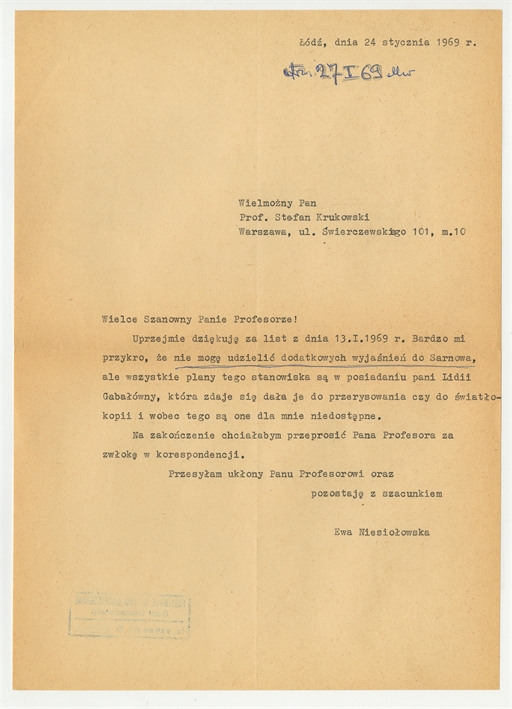 Łódź, dnia 24 stycznia 1969 r.
27 I 69
Wielmożny Pan
Prof. Stefan Krukowski
Warszawa, ul. Świerczewskigo 101, m.10
Wielce Szanowny Panie Profesorze!
Uprzejmie dziękuję za list z dnia 13.I.1969 r. Bardzo mi
przykro, że nie mogę udzielić dodatkowych wyjaśnień do Sarnowa,
ale wszystkie plany tego stanowiska są w posiadaniu pani Lidii
Gabałówny, która zdaje się dała je do przerysowania czy do światło-
kopii i wobec tego są one dla mnie niedostępne.
Na zakończenie chciałabym przeprosić Pana Profesora za
zwłokę w korespondencji.
Przesyłam ukłony Panu Profesorowi oraz
pozostaję z szacunkiem
Ewa Niesiołowska